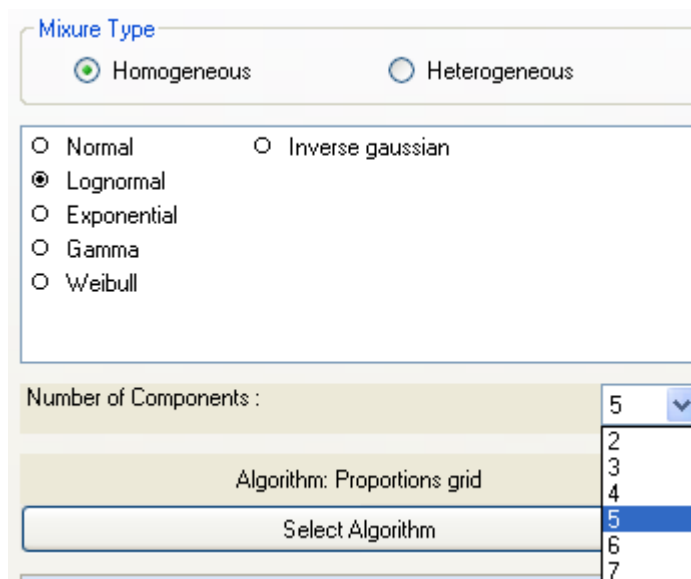 Mixure Type
Homogeneous Heterogeneous
Normal Inverse gaussian
Lognormal
Exponential
Gamma
Weibull
Number of Components : 5
2
3
4
5
6
7
Algorithm: Proportions grid
Select Algorithm